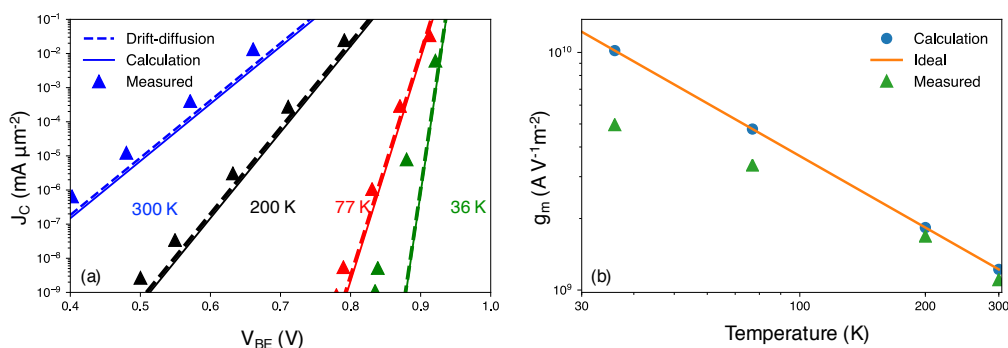 10⁻¹
10⁻²
10⁻³
10⁻⁴
10⁻⁵
10⁻⁶
10⁻⁷
10⁻⁸
10⁻⁹
J_C (mA μm⁻²)
Drift-diffusion
Calculation
Measured
300 K
200 K
77 K
36 K
(a)
0.4 0.5 0.6 0.7 0.8 0.9 1.0
V_BE (V)
10¹⁰
10⁹
g_m (A V⁻¹m⁻²)
Calculation
Ideal
Measured
(b)
30 100 200 300
Temperature (K)